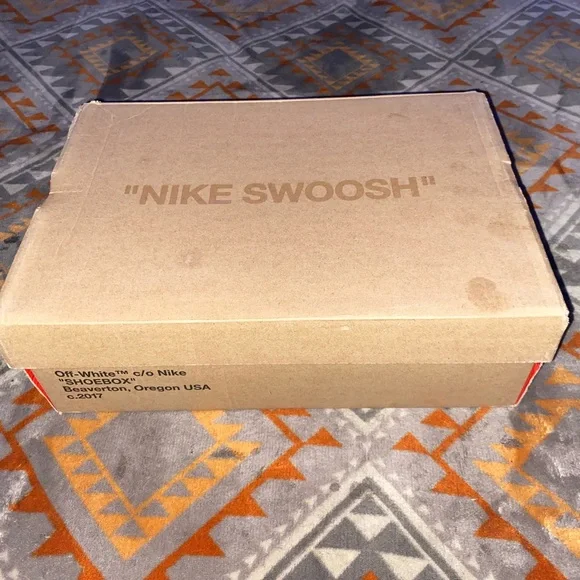 "NIKE SWOOSH"
Off-White™ c/o Nike
"SHOEBOX"
Beaverton, Oregon USA
c.2017